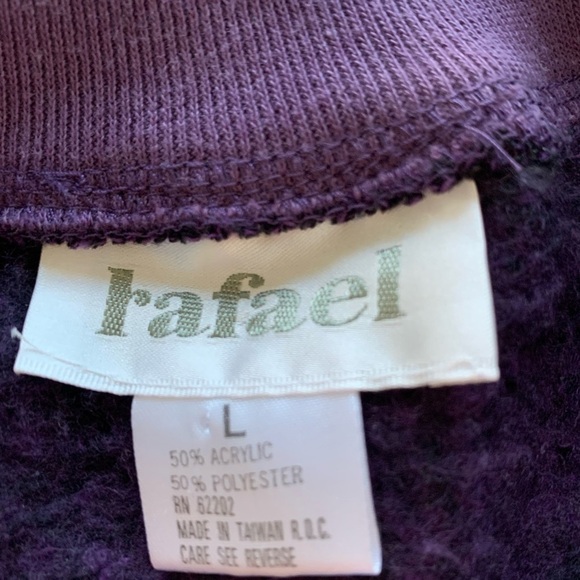 rafael
L
50% ACRYLIC
50% POLYESTER
RN 62202
MADE IN TAIWAN R.O.C.
CARE SEE REVERSE